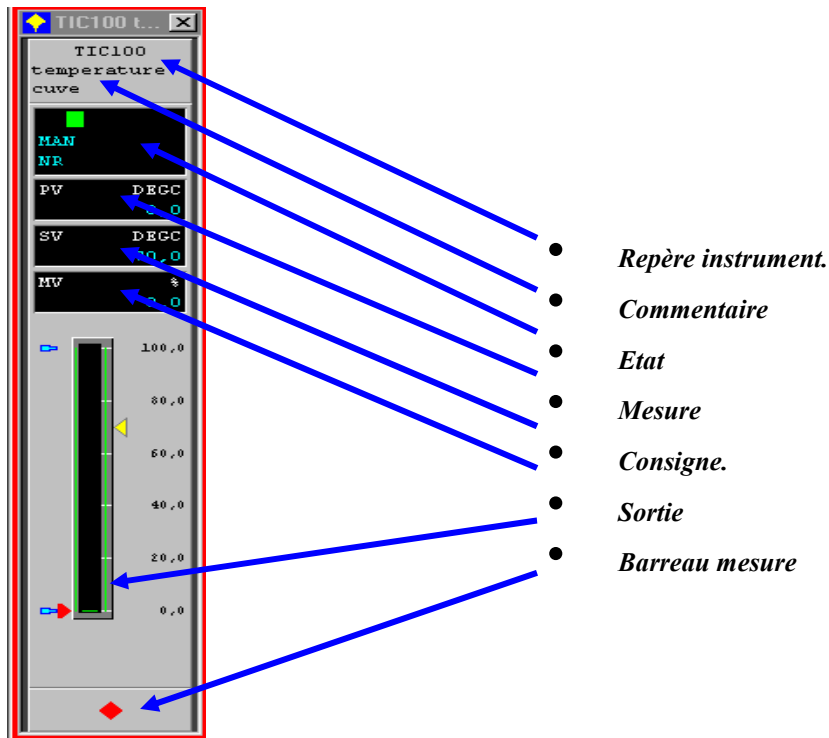 TIC100 t...
TIC100
temperature
cuve
MAN
NR
PV DEGC
SV DEGC
MV %
100,0
80,0
60,0
40,0
20,0
0,0
• Repère instrument.
• Commentaire
• Etat
• Mesure
• Consigne.
• Sortie
• Barreau mesure